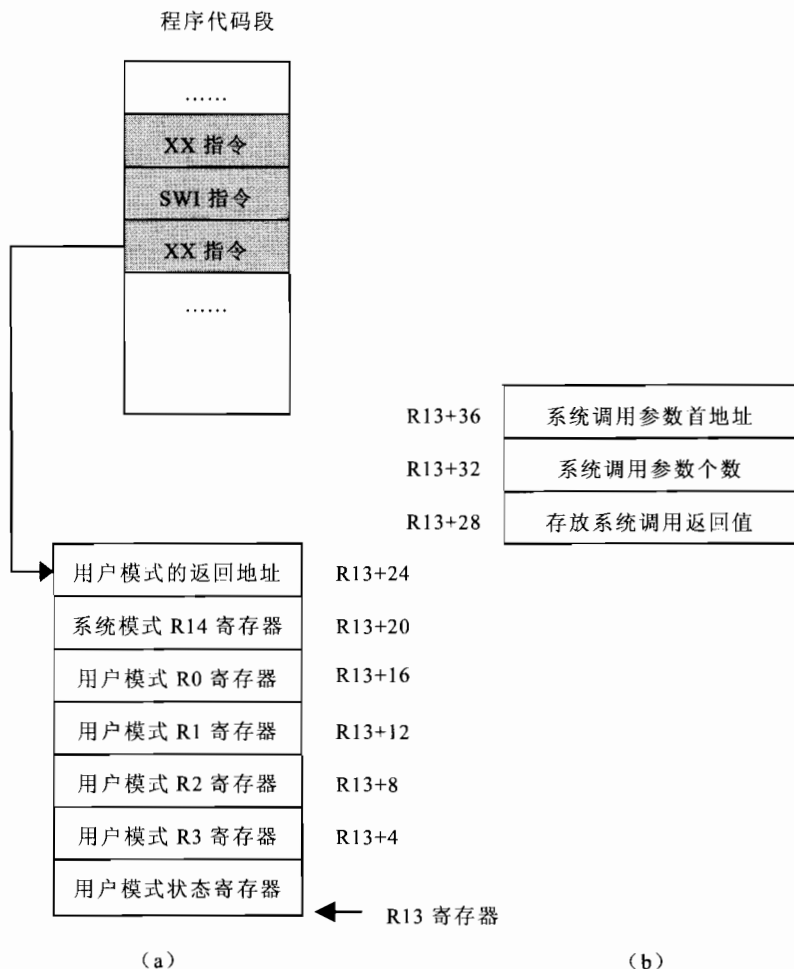 程序代码段
……
XX 指令
SWI 指令
XX 指令
……
R13+36 系统调用参数首地址
R13+32 系统调用参数个数
R13+28 存放系统调用返回值
用户模式的返回地址 R13+24
系统模式 R14 寄存器 R13+20
用户模式 R0 寄存器 R13+16
用户模式 R1 寄存器 R13+12
用户模式 R2 寄存器 R13+8
用户模式 R3 寄存器 R13+4
用户模式状态寄存器
R13 寄存器
（a） （b）